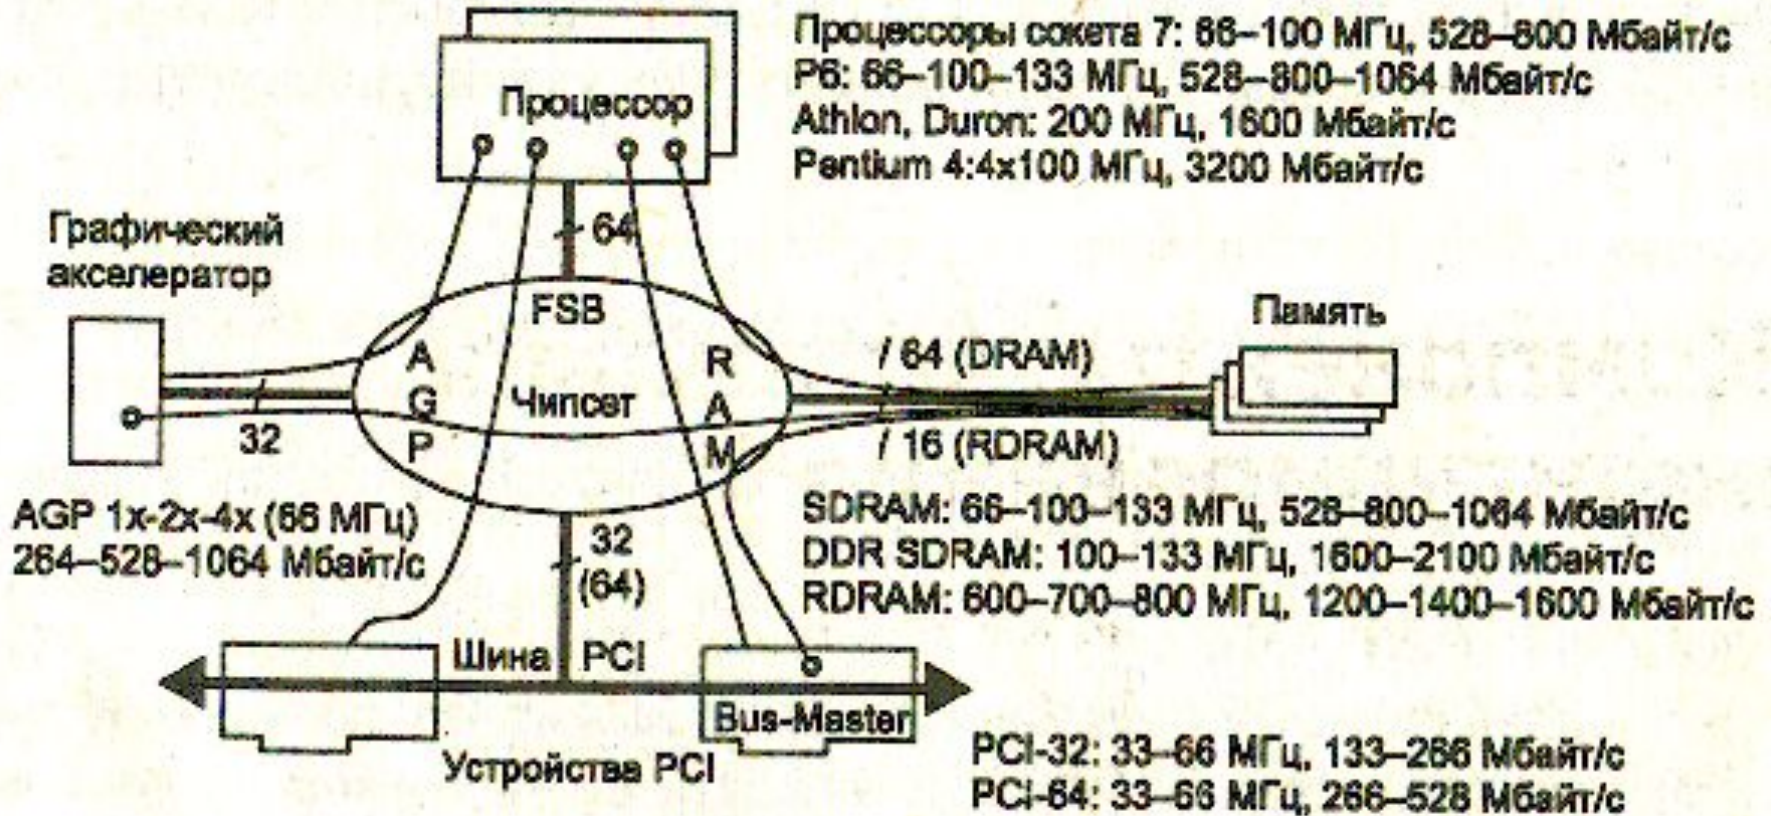 Процессор
Процессоры сокета 7: 66–100 МГц, 528–800 Мбайт/с
P6: 66–100–133 МГц, 528–800–1064 Мбайт/с
Athlon, Duron: 200 МГц, 1600 Мбайт/с
Pentium 4:4x100 МГц, 3200 Мбайт/с
64
Графический
акселератор
FSB
Память
A
G
P
Чипсет
R
A
M
/ 64 (DRAM)
/ 16 (RDRAM)
32
AGP 1x-2x-4x (66 МГц)
264–528–1064 Мбайт/с
32
(64)
SDRAM: 66–100–133 МГц, 528–800–1064 Мбайт/с
DDR SDRAM: 100–133 МГц, 1600–2100 Мбайт/с
RDRAM: 600–700–800 МГц, 1200–1400–1600 Мбайт/с
Шина PCI
Bus-Master
Устройства PCI
PCI-32: 33–66 МГц, 133–266 Мбайт/с
PCI-64: 33–66 МГц, 266–528 Мбайт/с